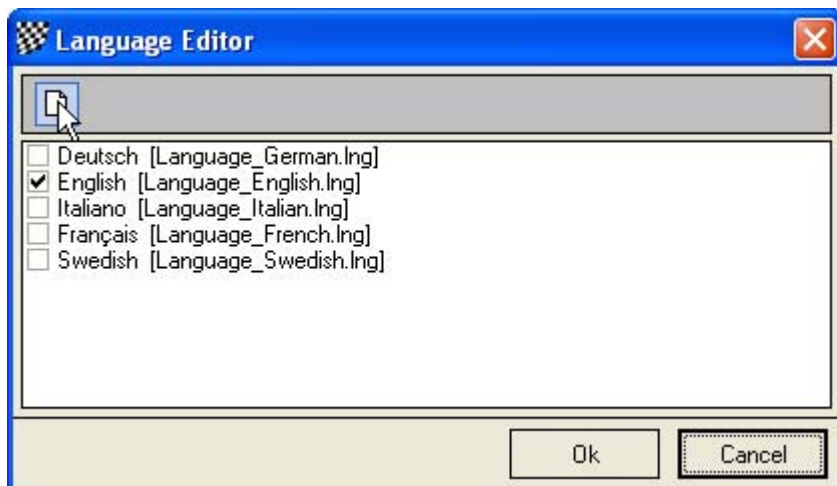 Language Editor
Deutsch [Language_German.lng]
English [Language_English.lng]
Italiano [Language_Italian.lng]
Français [Language_French.lng]
Swedish [Language_Swedish.lng]
Ok Cancel